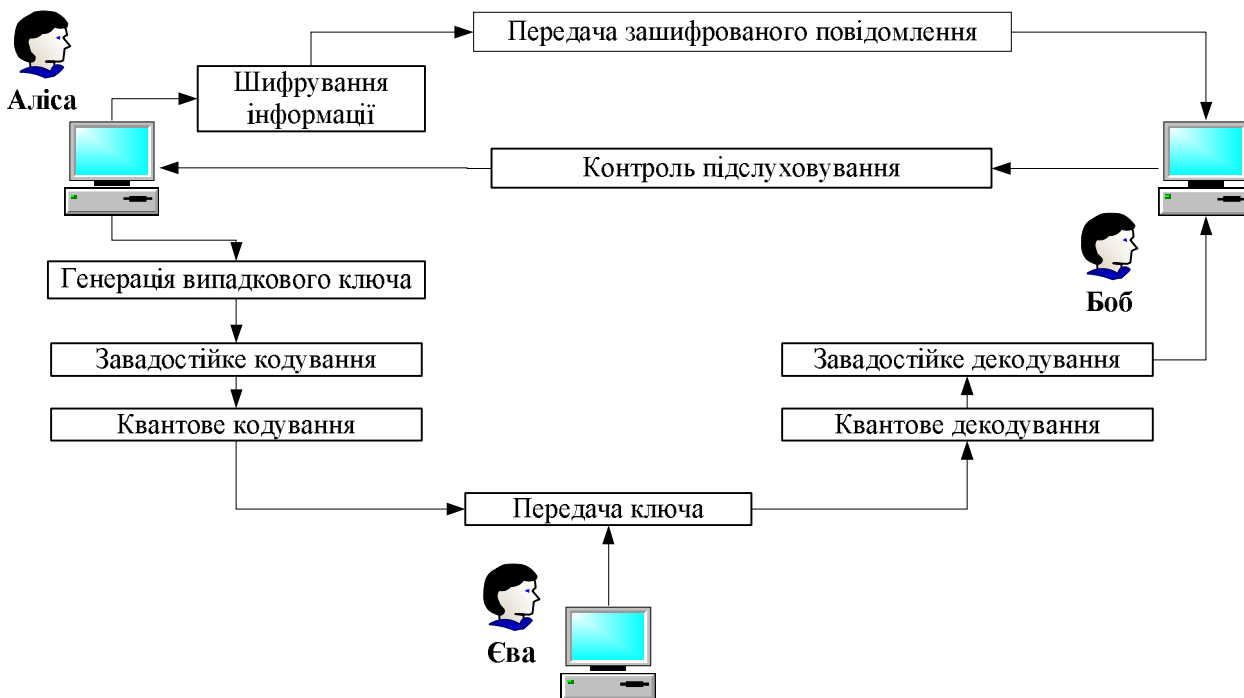 Передача зашифрованого повідомлення
Аліса
Шифрування
інформації
Контроль підслуховування
Боб
Генерація випадкового ключа
Завадостійке кодування
Завадостійке декодування
Квантове кодування
Квантове декодування
Передача ключа
Єва